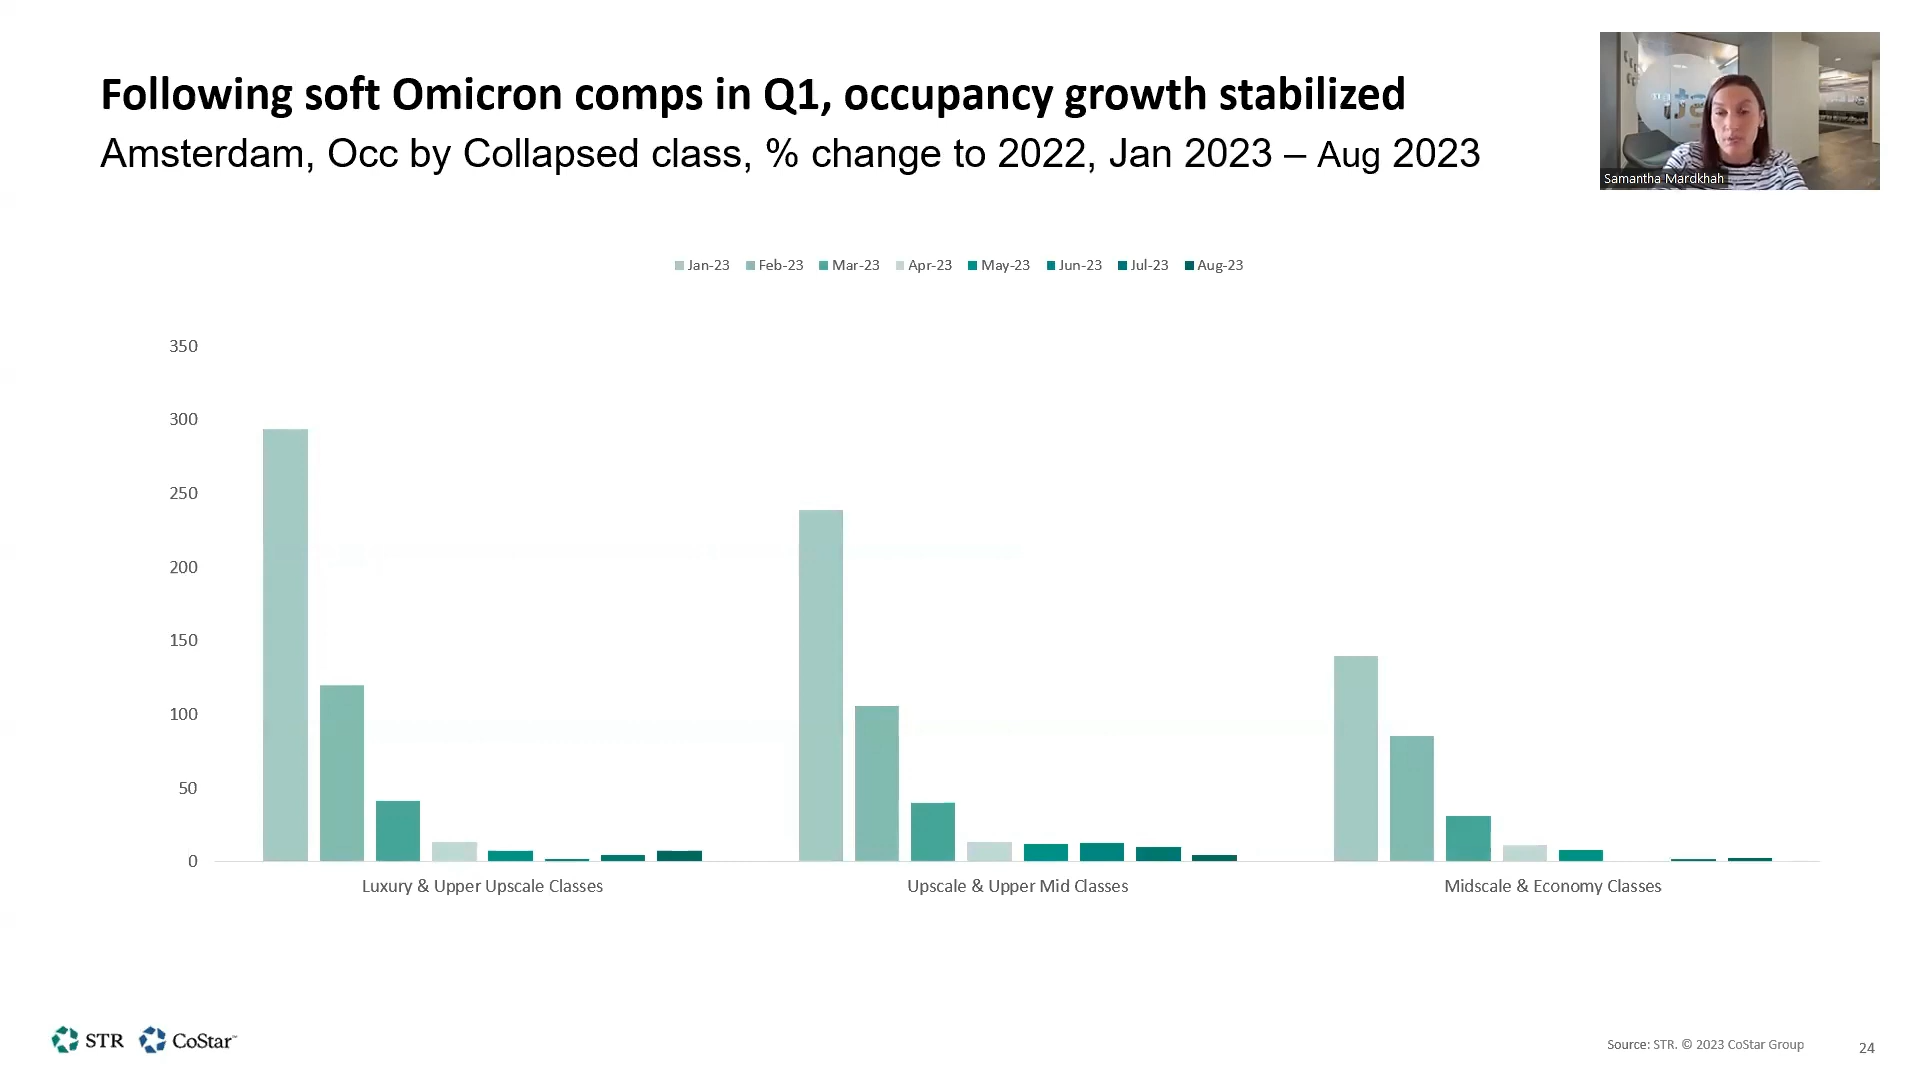 Following soft Omicron comps in Q1, occupancy growth stabilized
Amsterdam, Occ by Collapsed class, % change to 2022, Jan 2023 – Aug 2023
Samantha Mardkhah
Jan-23 Feb-23 Mar-23 Apr-23 May-23 Jun-23 Jul-23 Aug-23
350
300
250
200
150
100
50
0
Luxury & Upper Upscale Classes Upscale & Upper Mid Classes Midscale & Economy Classes
STR CoStar™
Source: STR. © 2023 CoStar Group
24